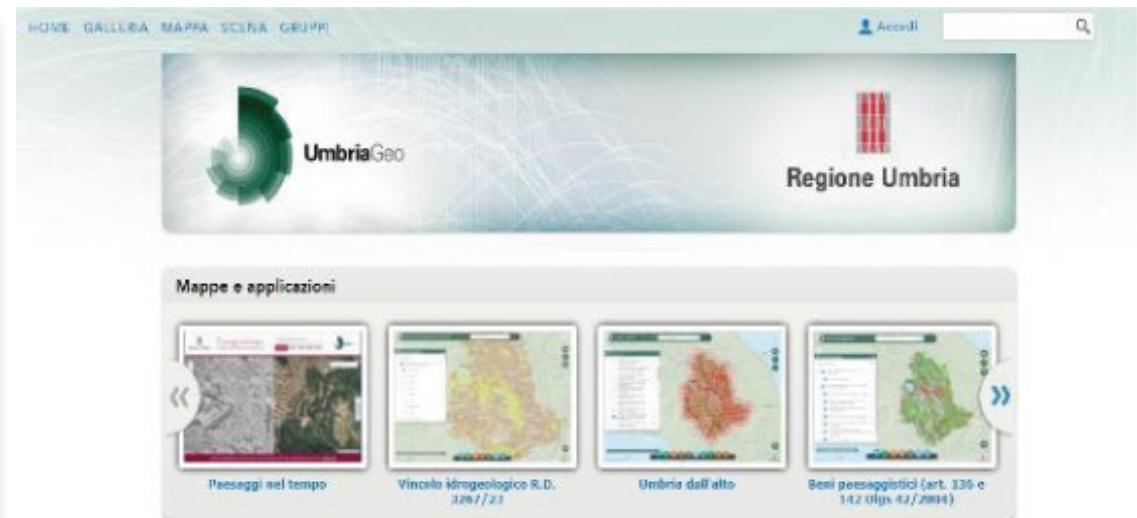 HOME GALLERIA MAPPA SCENA GRUPPI
Accedi
UmbriaGeo
Regione Umbria
Mappe e applicazioni
Paesaggi nel tempo
Vincolo idrogeologico R.D.
3267/23
Umbria dall'alto
Beni paesaggistici (art. 136 e
142 Dlgs 42/2004)